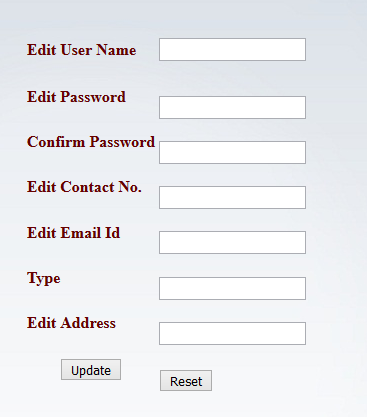 Edit User Name
Edit Password
Confirm Password
Edit Contact No.
Edit Email Id
Type
Edit Address
Update
Reset